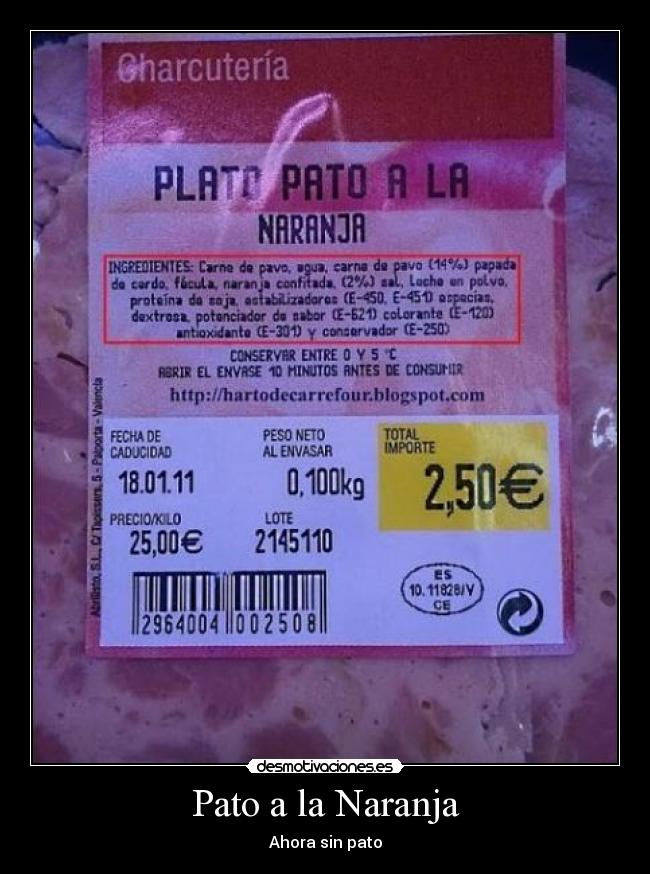 Charcutería
PLATO PATO A LA
NARANJA
INGREDIENTES: Carne de pavo, agua, carne de pavo (14%) papada
de cerdo, fécula, naranja confitada, (2%) sal, Leche en polvo,
proteína de soja, estabilizadores (E-450, E-451) especias,
dextrosa, potenciador de sabor (E-621) colorante (E-120)
antioxidante (E-301) y conservador (E-250)
CONSERVAR ENTRE 0 Y 5 °C
ABRIR EL ENVASE 10 MINUTOS ANTES DE CONSUMIR
http://hartodecarrefour.blogspot.com
FECHA DE
CADUCIDAD
18.01.11
PESO NETO
AL ENVASAR
0,100kg
TOTAL
IMPORTE
2,50€
PRECIO/KILO
25,00€
LOTE
2145110
2964004 002508
ES
10.11828/V
CE
S.L., C/ Tapissers, 5 - Paiporta - Valencia
desmotivaciones.es
Pato a la Naranja
Ahora sin pato